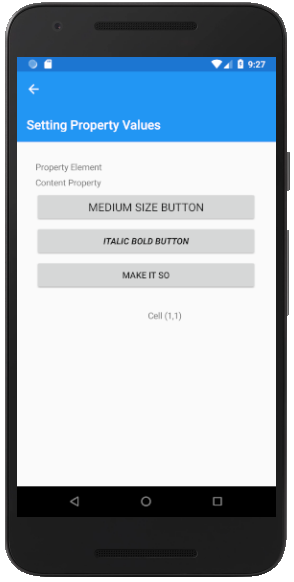 9:27
Setting Property Values
Property Element
Content Property
MEDIUM SIZE BUTTON
ITALIC BOLD BUTTON
MAKE IT SO
Cell (1,1)